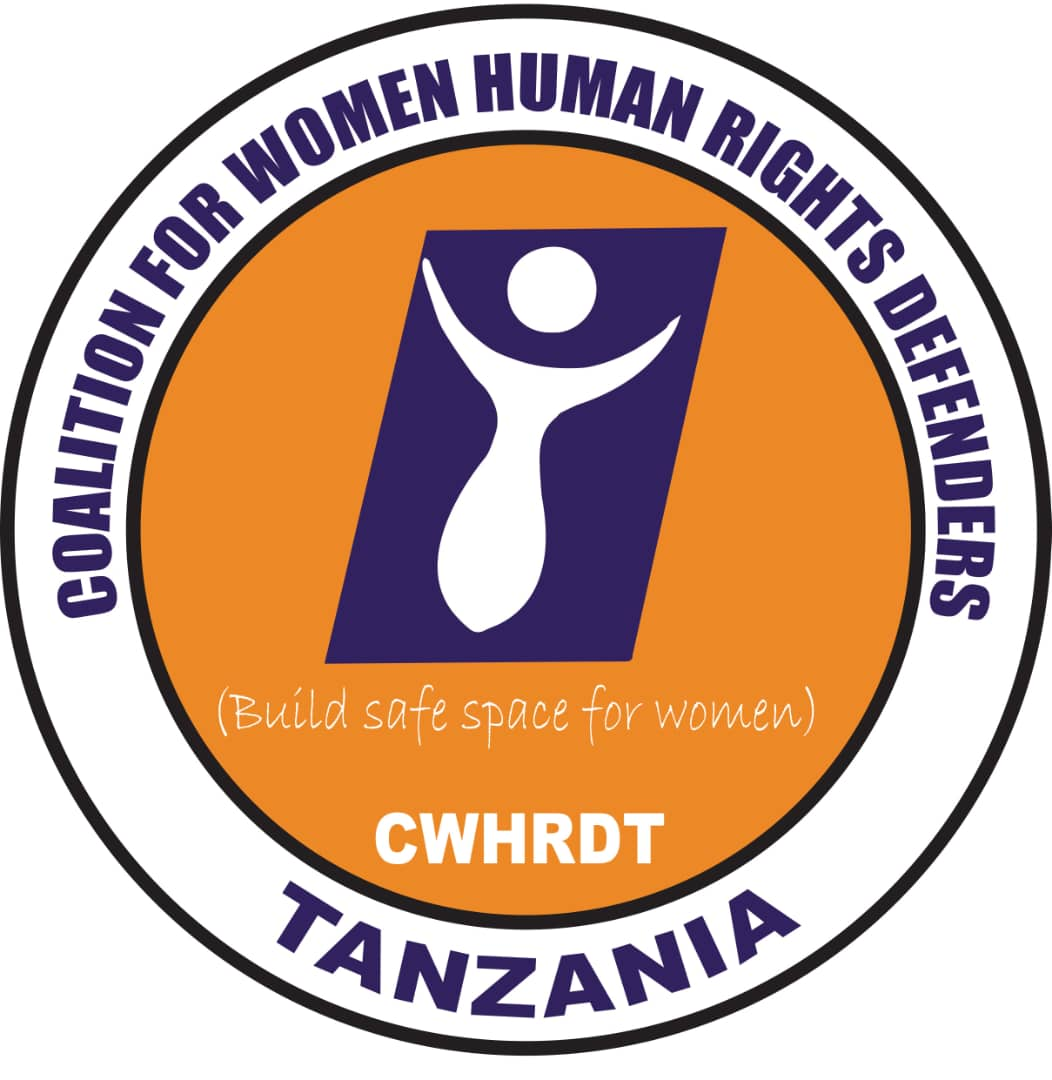 COALITION FOR WOMEN HUMAN RIGHTS DEFENDERS
(Build safe space for women)
CWHRDT
TANZANIA